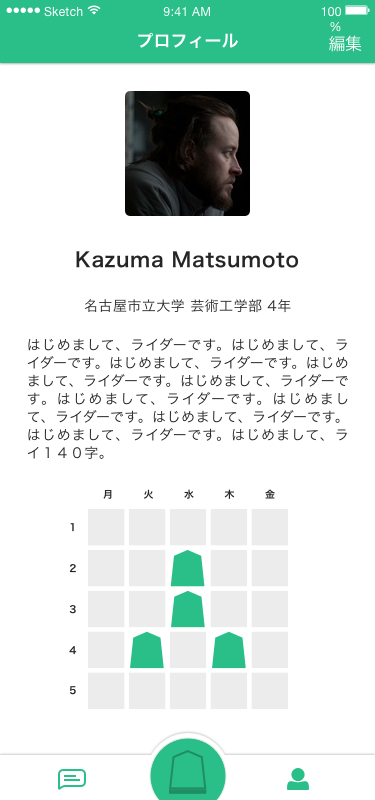 Sketch 9:41 AM 100
%
プロフィール 編集
Kazuma Matsumoto
名古屋市立大学 芸術工学部 4年
はじめまして、ライダーです。はじめまして、ラ
イダーです。はじめまして、ライダーです。はじめ
まして、ライダーです。はじめまして、ライダーで
す。はじめまして、ライダーです。はじめまし
て、ライダーです。はじめまして、ライダーです。
はじめまして、ライダーです。はじめまして、ラ
イ１４０字。
月 火 水 木 金
1
2
3
4
5